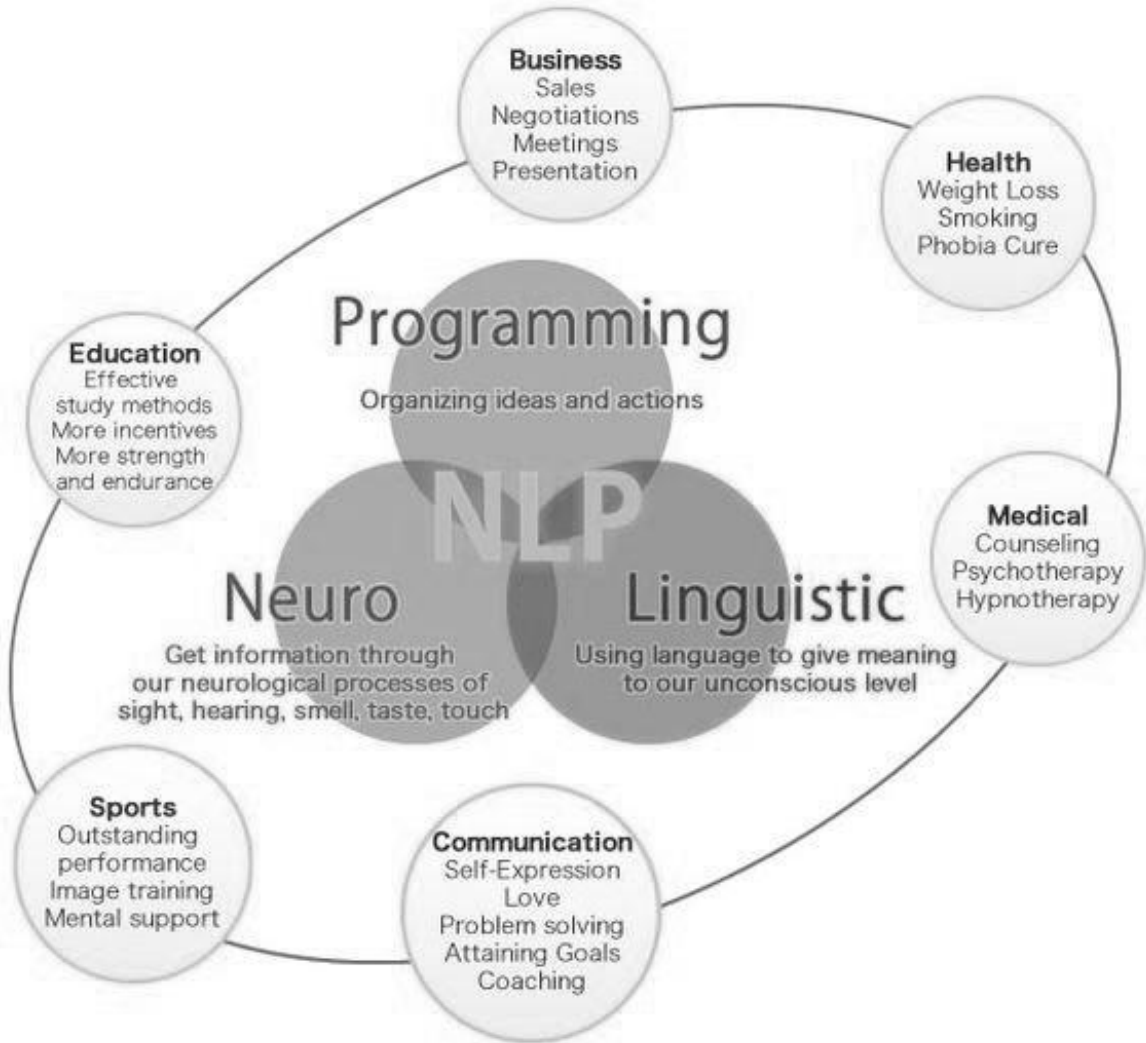 Business
Sales
Negotiations
Meetings
Presentation
Health
Weight Loss
Smoking
Phobia Cure
Programming
Organizing ideas and actions
Education
Effective
study methods
More incentives
More strength
and endurance
NLP
Medical
Counseling
Psychotherapy
Hypnotherapy
Neuro
Get information through
our neurological processes of
sight, hearing, smell, taste, touch
Linguistic
Using language to give meaning
to our unconscious level
Sports
Outstanding
performance
Image training
Mental support
Communication
Self-Expression
Love
Problem solving
Attaining Goals
Coaching